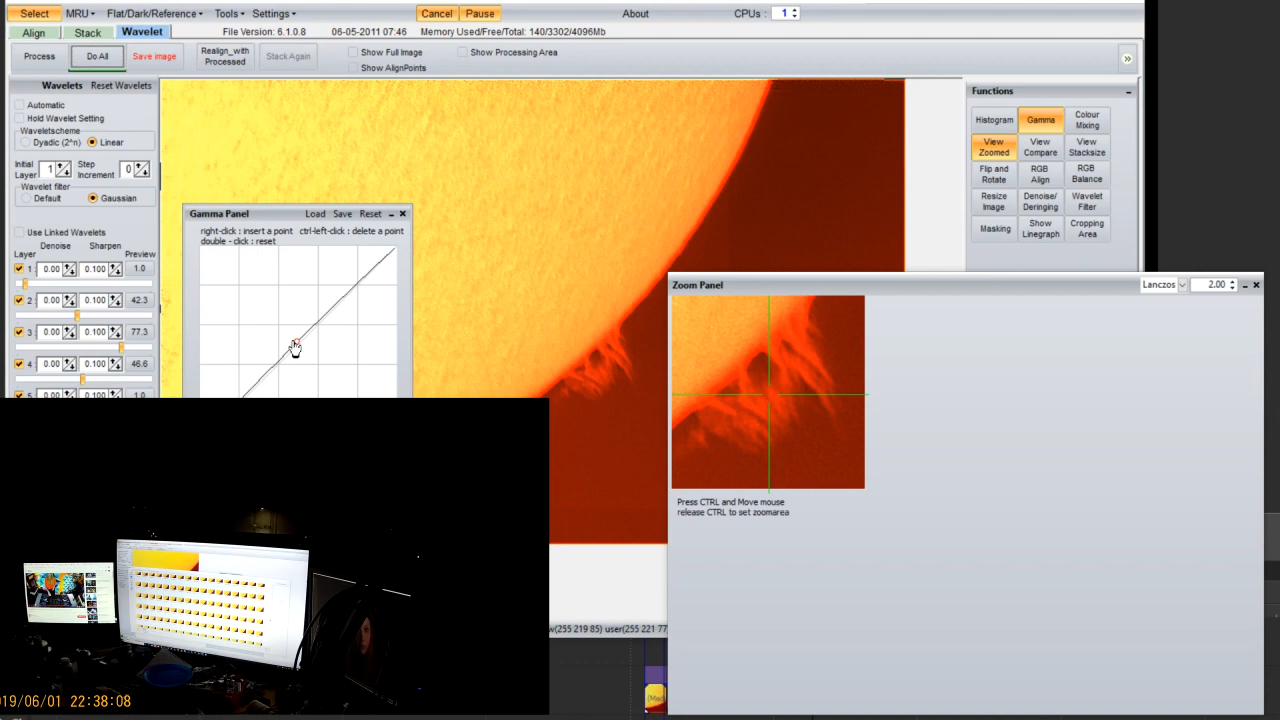 Select MRU Flat/Dark/Reference Tools Settings Cancel Pause About CPUs : 1
Align Stack Wavelet File Version: 6.1.0.8 06-05-2011 07:46 Memory Used/Free/Total: 140/3302/4096Mb
Process Do All Save image Realign_with Processed Stack Again Show Full Image Show Processing Area
Show AlignPoints
»
Wavelets Reset Wavelets
Automatic
Hold Wavelet Setting
Waveletscheme
Dyadic (2^n) Linear
Initial Layer 1 Step Increment 0
Wavelet filter
Default Gaussian
Use Linked Wavelets
Denoise Sharpen
Layer Preview
1 : 0.00 0.100 1.0
2 : 0.00 0.100 42.3
3 : 0.00 0.100 77.3
4 : 0.00 0.100 46.6
Gamma Panel Load Save Reset
right-click : insert a point ctrl-left-click : delete a point
double - click : reset
Functions
Histogram Gamma Colour Mixing
View Zoomed View Compare View Stacksize
Flip and Rotate RGB Align RGB Balance
Resize Image Denoise/ Deringing Wavelet Filter
Masking Show Linegraph Cropping Area
Zoom Panel Lanczos 2.00
Press CTRL and Move mouse
release CTRL to set zoomarea
w(255 219 85) user(255 221 77
19/06/01 22:38:08